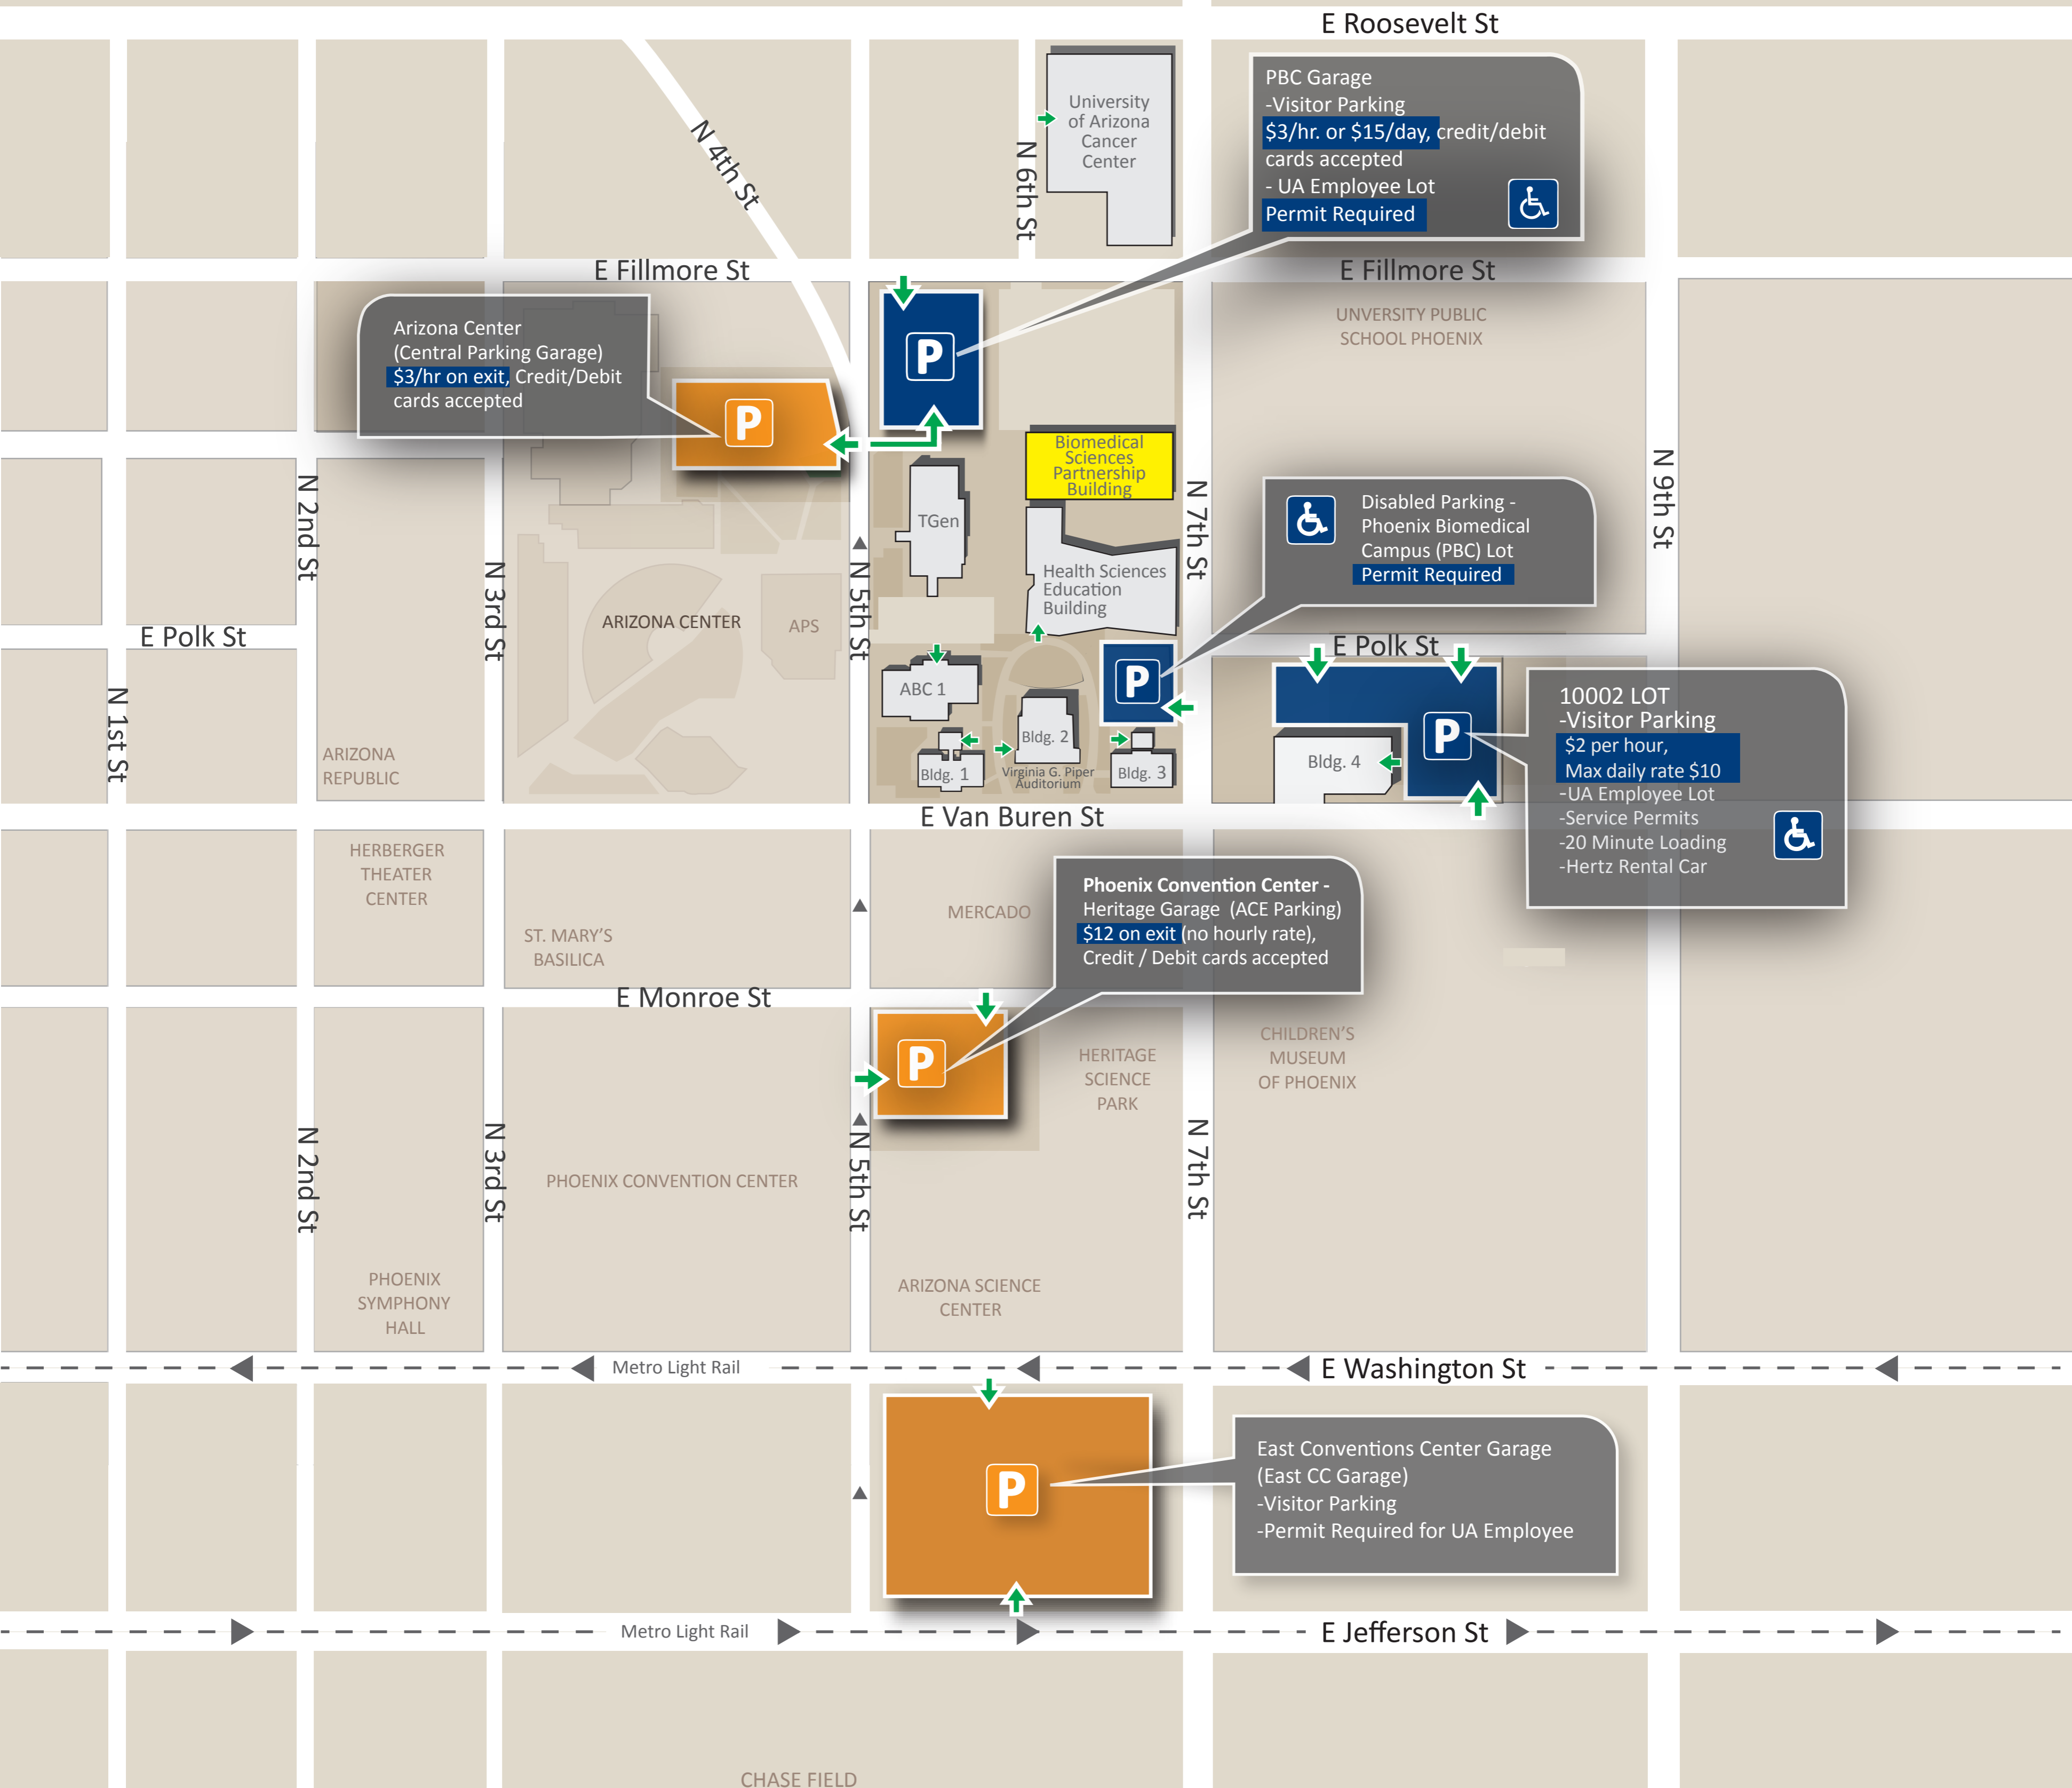 E Roosevelt St
PBC Garage
-Visitor Parking
$3/hr. or $15/day, credit/debit
cards accepted
- UA Employee Lot
Permit Required
University
of Arizona
Cancer
Center
N 4th St
N 6th St
E Fillmore St
E Fillmore St
Arizona Center
(Central Parking Garage)
$3/hr on exit, Credit/Debit
cards accepted
P
P
UNVERSITY PUBLIC
SCHOOL PHOENIX
Biomedical
Sciences
Partnership
Building
N 2nd St
N 3rd St
N 5th St
N 7th St
N 9th St
TGen
Health Sciences
Education
Building
Disabled Parking -
Phoenix Biomedical
Campus (PBC) Lot
Permit Required
E Polk St
ARIZONA CENTER
APS
E Polk St
N 1st St
ABC 1
P
Bldg. 1
Bldg. 2
Virginia G. Piper
Auditorium
Bldg. 3
Bldg. 4
P
10002 LOT
-Visitor Parking
$2 per hour,
Max daily rate $10
-UA Employee Lot
-Service Permits
-20 Minute Loading
-Hertz Rental Car
ARIZONA
REPUBLIC
E Van Buren St
HERBERGER
THEATER
CENTER
ST. MARY'S
BASILICA
MERCADO
Phoenix Convention Center -
Heritage Garage (ACE Parking)
$12 on exit (no hourly rate),
Credit / Debit cards accepted
E Monroe St
P
HERITAGE
SCIENCE
PARK
CHILDREN'S
MUSEUM
OF PHOENIX
N 2nd St
N 3rd St
N 5th St
N 7th St
PHOENIX CONVENTION CENTER
PHOENIX
SYMPHONY
HALL
ARIZONA SCIENCE
CENTER
Metro Light Rail
E Washington St
P
East Conventions Center Garage
(East CC Garage)
-Visitor Parking
-Permit Required for UA Employee
Metro Light Rail
E Jefferson St
CHASE FIELD